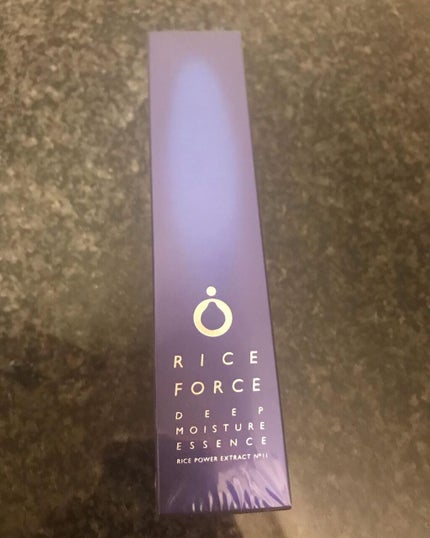 RICE
FORCE
DEEP
MOISTURE
ESSENCE
RICE POWER EXTRACT Nº11